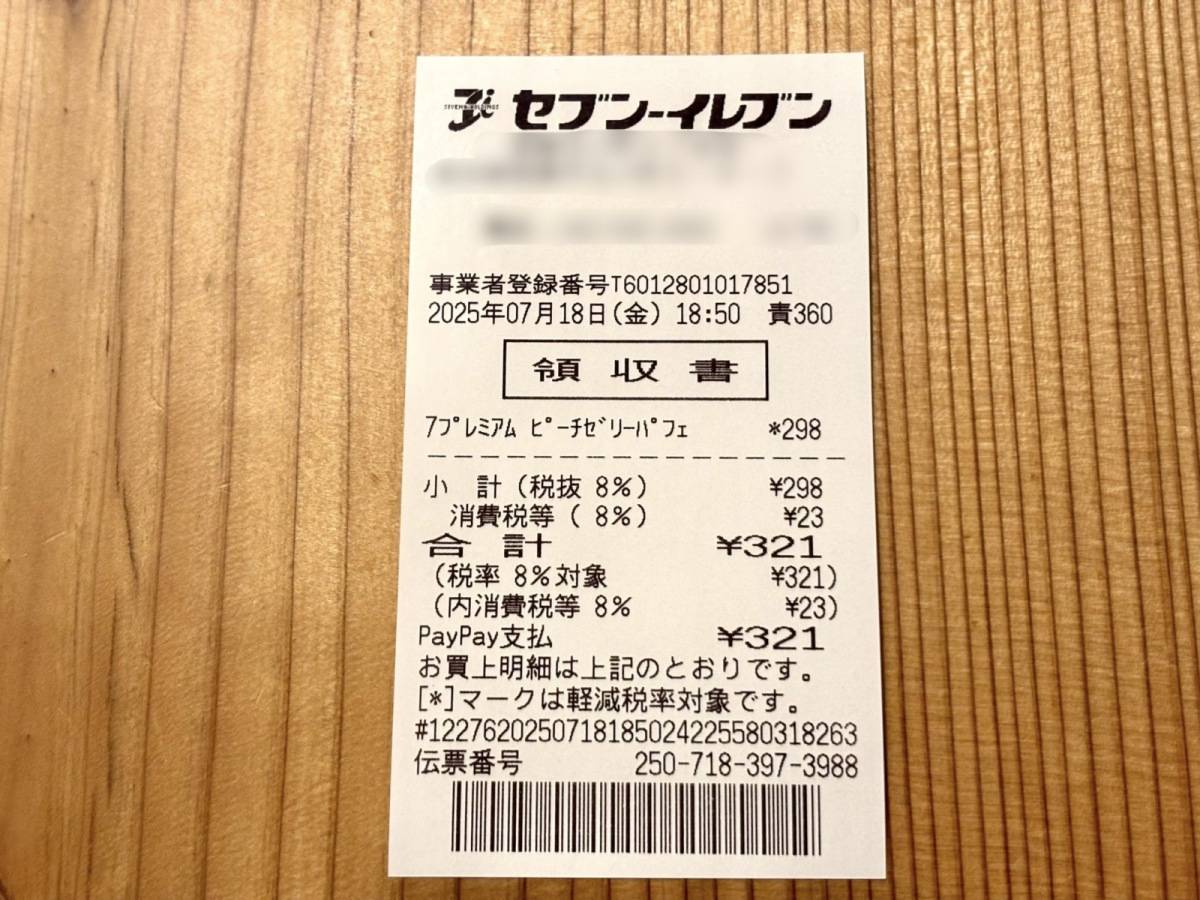 セブン-イレブン
事業者登録番号T6012801017851
2025年07月18日(金) 18:50 責360
領収書
7プレミアム ピーチゼリーパフェ *298
小 計(税抜 8%) ¥298
消費税等( 8%) ¥23
合 計 ¥321
(税率 8%対象 ¥321)
(内消費税等 8% ¥23)
PayPay支払 ¥321
お買上明細は上記のとおりです。
[*]マークは軽減税率対象です。
#122762025071818502422558031​8263
伝票番号 250-718-397-3988